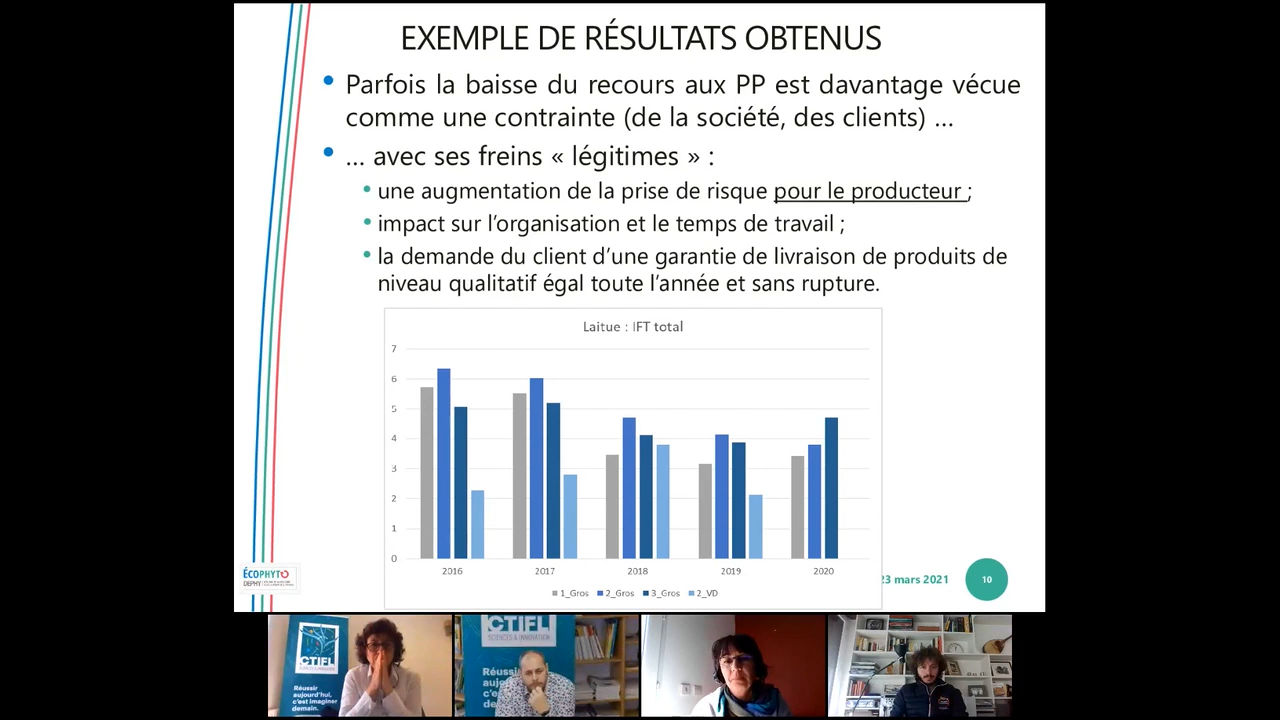 EXEMPLE DE RÉSULTATS OBTENUS
Parfois la baisse du recours aux PP est davantage vécue
comme une contrainte (de la société, des clients) …
… avec ses freins « légitimes » :
une augmentation de la prise de risque pour le producteur ;
impact sur l'organisation et le temps de travail ;
la demande du client d'une garantie de livraison de produits de
niveau qualitatif égal toute l'année et sans rupture.
Laitue : IFT total
7
6
5
4
3
2
1
0
2016 2017 2018 2019 2020
1_Gros 2_Gros 3_Gros 2_VD
ÉCOPHYTO
DEPHY
23 mars 2021
10
CTIFL
Réussir
aujourd'hui,
c'est imaginer
demain.
CTIFL
SCIENCES & INNOVATION
Réussi
aujo
c'es
de